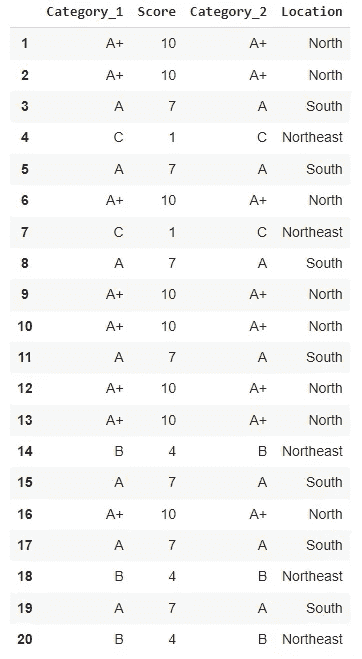 Category_1 Score Category_2 Location
1 A+ 10 A+ North
2 A+ 10 A+ North
3 A 7 A South
4 C 1 C Northeast
5 A 7 A South
6 A+ 10 A+ North
7 C 1 C Northeast
8 A 7 A South
9 A+ 10 A+ North
10 A+ 10 A+ North
11 A 7 A South
12 A+ 10 A+ North
13 A+ 10 A+ North
14 B 4 B Northeast
15 A 7 A South
16 A+ 10 A+ North
17 A 7 A South
18 B 4 B Northeast
19 A 7 A South
20 B 4 B Northeast